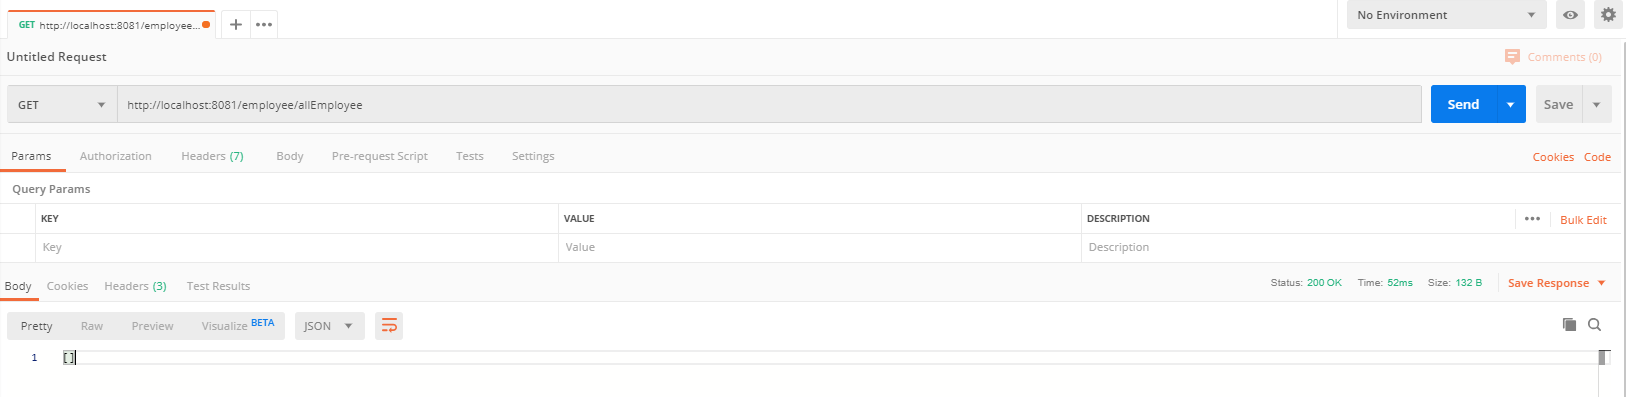 GET http://localhost:8081/employee... + ••• No Environment
Untitled Request Comments (0)
GET http://localhost:8081/employee/allEmployee Send Save
Params Authorization Headers (7) Body Pre-request Script Tests Settings Cookies Code
Query Params
KEY VALUE DESCRIPTION ••• Bulk Edit
Key Value Description
Body Cookies Headers (3) Test Results Status: 200 OK Time: 52ms Size: 132 B Save Response
Pretty Raw Preview Visualize BETA JSON
1 []